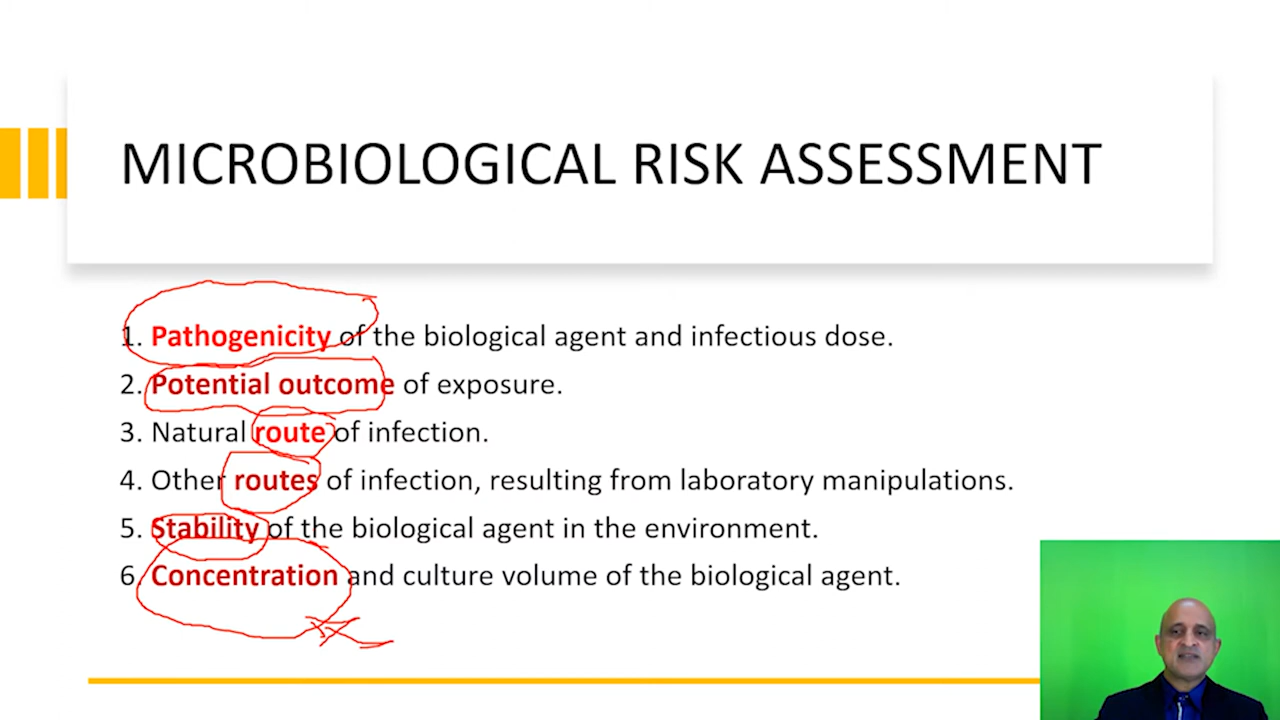 MICROBIOLOGICAL RISK ASSESSMENT
1. Pathogenicity of the biological agent and infectious dose.
2. Potential outcome of exposure.
3. Natural route of infection.
4. Other routes of infection, resulting from laboratory manipulations.
5. Stability of the biological agent in the environment.
6. Concentration and culture volume of the biological agent.